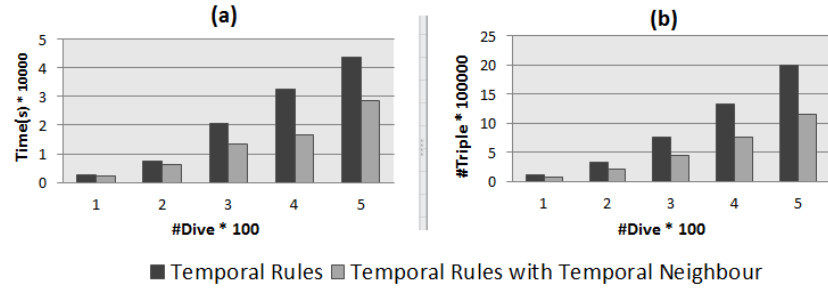 (a)
Time(s) * 10000
5
4
3
2
1
0
1 2 3 4 5
#Dive * 100
(b)
#Triple * 100000
25
20
15
10
5
0
1 2 3 4 5
#Dive * 100
Temporal Rules Temporal Rules with Temporal Neighbour